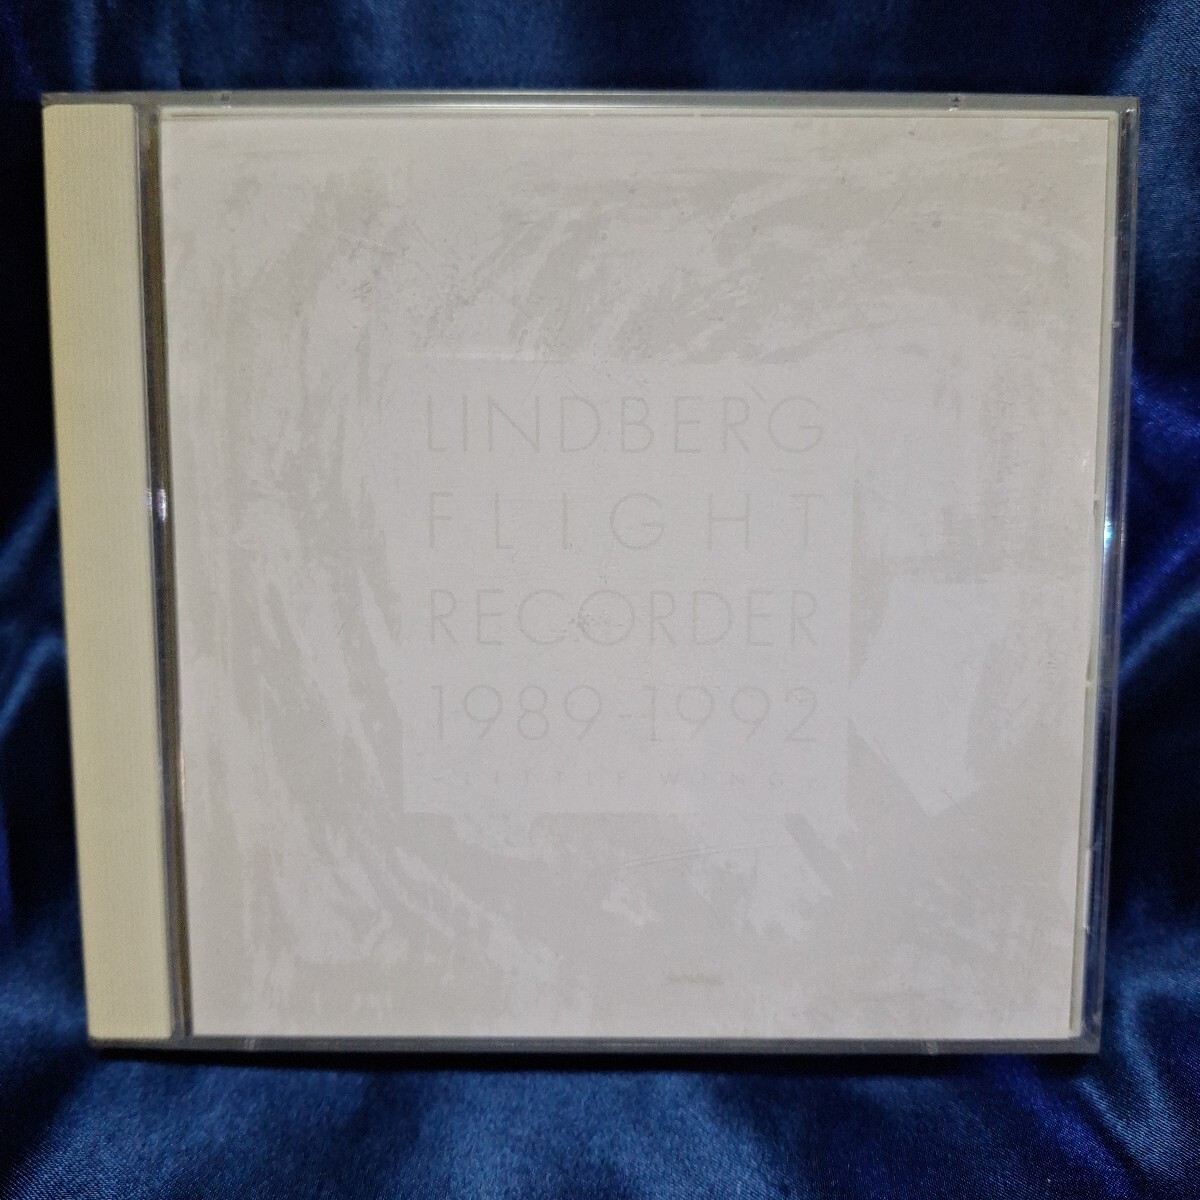 LINDBERG
FLIGHT
RECORDER
1989-1992
-LITTLE WING-